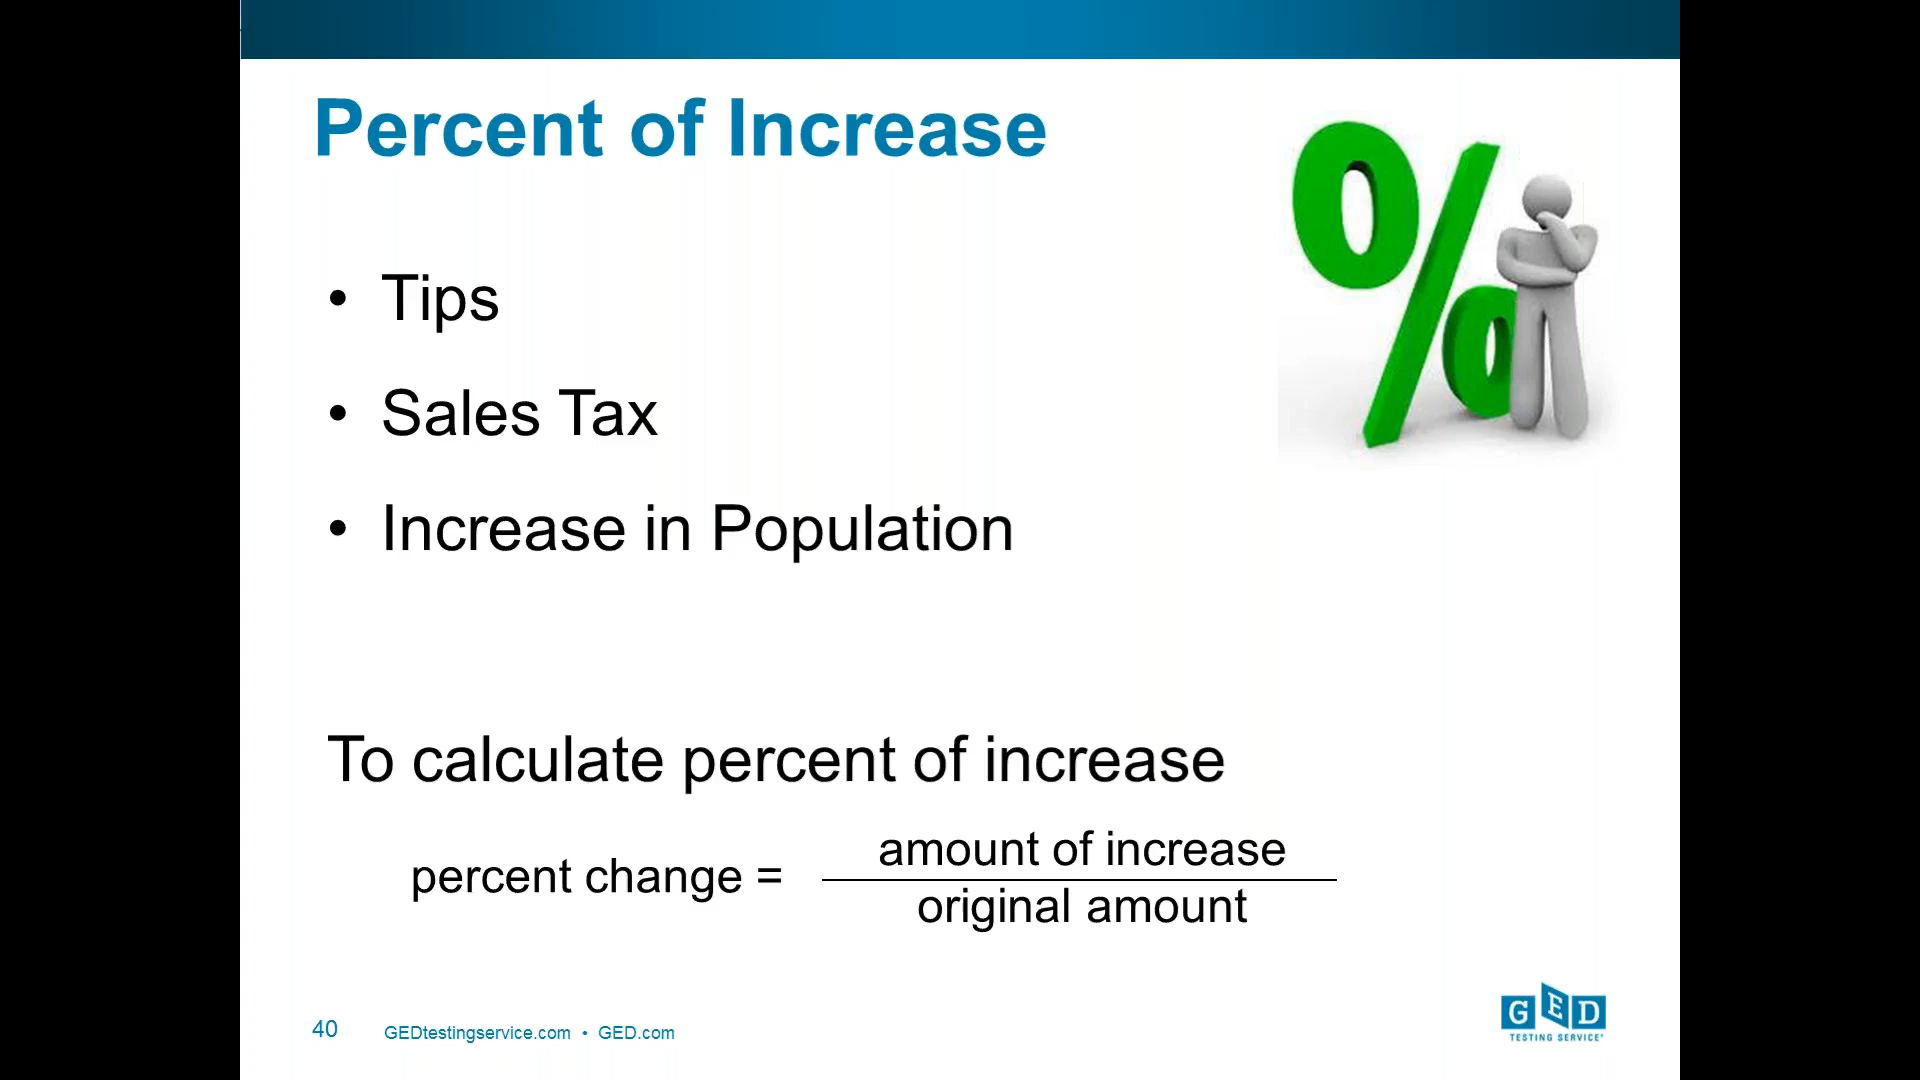 Percent of Increase
• Tips
• Sales Tax
• Increase in Population
To calculate percent of increase
percent change = amount of increase
original amount
40 GEDtestingservice.com • GED.com
GED
TESTING SERVICE®